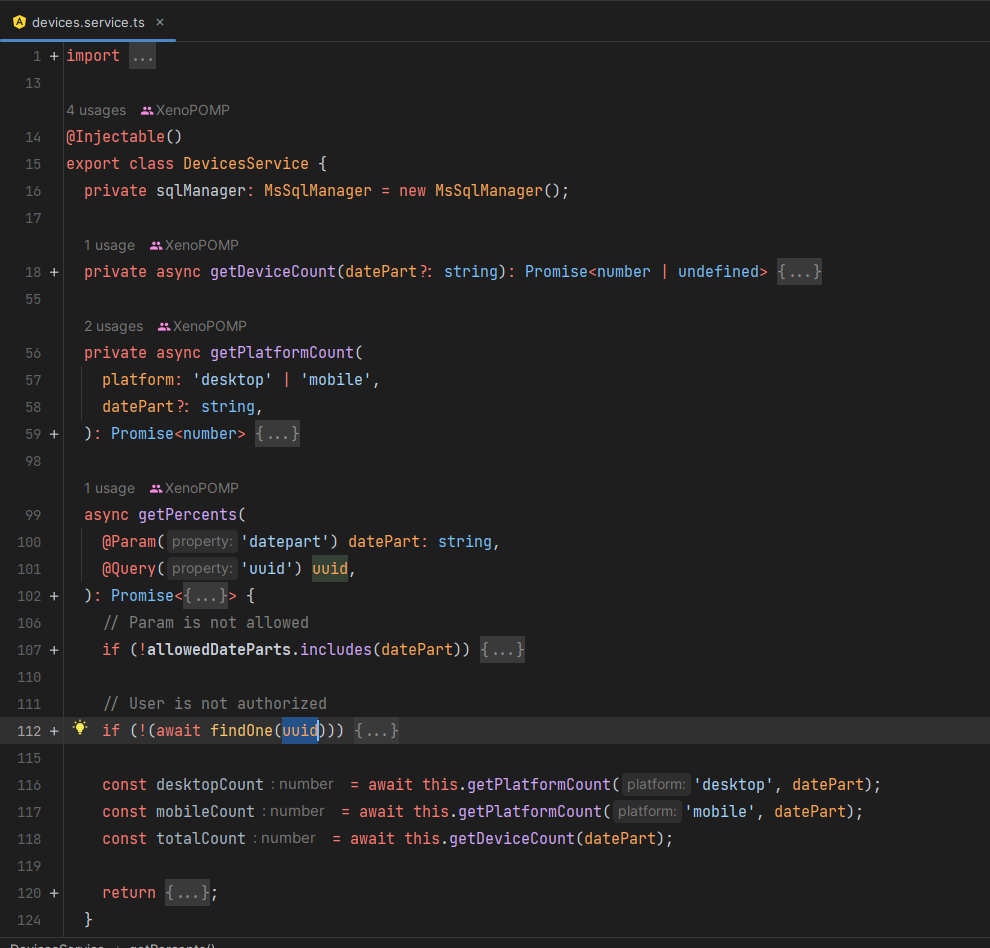 devices.service.ts ×
1 + import ...
13
4 usages XenoPOMP
14 @Injectable()
15 export class DevicesService {
16 private sqlManager: MsSqlManager = new MsSqlManager();
17
1 usage XenoPOMP
18 + private async getDeviceCount(datePart?: string): Promise<number | undefined> {...}
55
2 usages XenoPOMP
56 private async getPlatformCount(
57 platform: 'desktop' | 'mobile',
58 datePart?: string,
59 + ): Promise<number> {...}
98
1 usage XenoPOMP
99 async getPercents(
100 @Param( property: 'datepart') datePart: string,
101 @Query( property: 'uuid') uuid,
102 + ): Promise<{...}> {
106 // Param is not allowed
107 + if (!allowedDateParts.includes(datePart)) {...}
110
111 // User is not authorized
112 + if (!(await findOne(uuid))) {...}
115
116 const desktopCount : number = await this.getPlatformCount( platform: 'desktop', datePart);
117 const mobileCount : number = await this.getPlatformCount( platform: 'mobile', datePart);
118 const totalCount : number = await this.getDeviceCount(datePart);
119
120 + return {...};
124 }
DevicesService > getPercents()